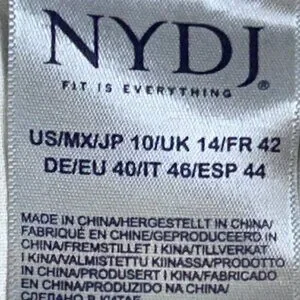 NYDJ®
FIT IS EVERYTHING
US/MX/JP 10/UK 14/FR 42
DE/EU 40/IT 46/ESP 44
MADE IN CHINA/HERGESTELLT IN CHINA/
FABRIQUÉ EN CHINE/GEPRODUCEERD IN
CHINA/FREMSTILLET I KINA/TILLVERKAT
I KINA/VALMISTETTU KIINASSA/PRODOTTO
IN CHINA/PRODUSERT I KINA/FABRICADO
EN CHINA/PRODUZIDO NA CHINA/
СДЕЛАНО В КИТАЕ